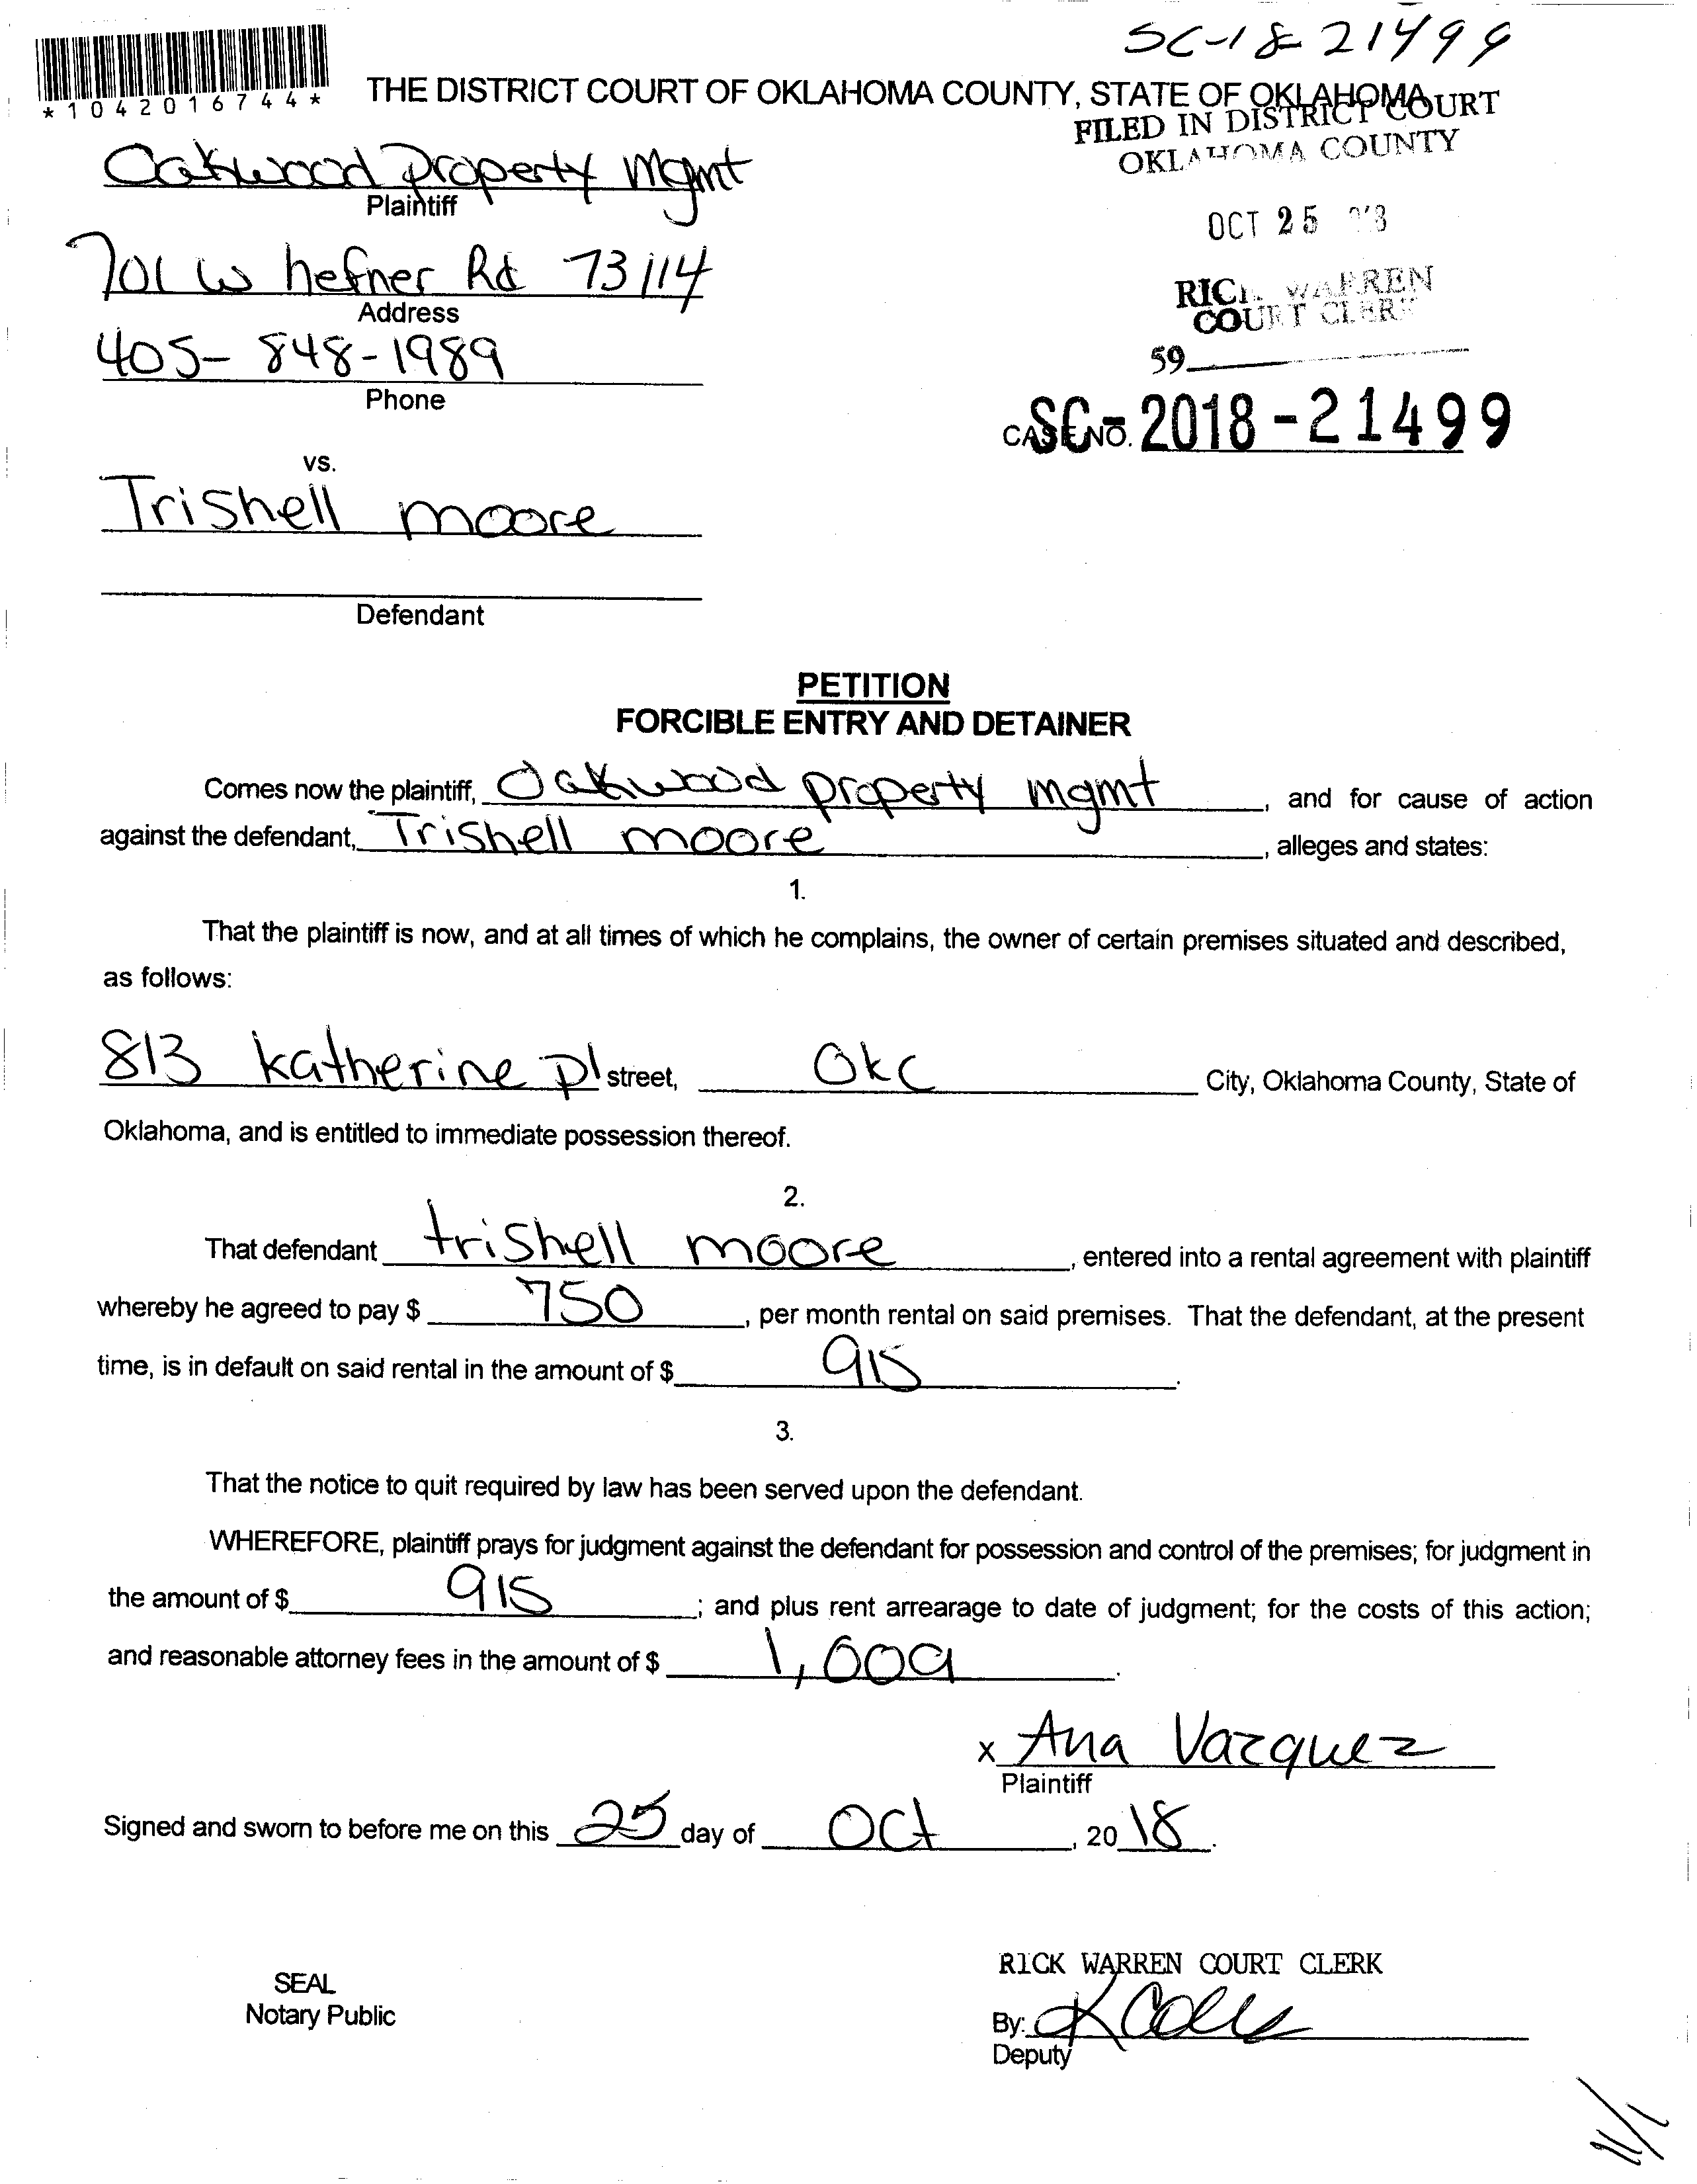 SC-18-21499
*1042016744*
THE DISTRICT COURT OF OKLAHOMA COUNTY, STATE OF OKLAHOMA
FILED IN DISTRICT COURT
OKLAHOMA COUNTY
Oakwood property mgmt
Plaintiff
OCT 25
701 W hefner Rd 73114
Address
RICK WARREN
COURT CLERK
405-848-1989
Phone
59
CASE NO. SC-2018-21499
vs.
Trishell moore
Defendant
PETITION
FORCIBLE ENTRY AND DETAINER
Comes now the plaintiff, Oakwood property mgmt, and for cause of action
against the defendant, Trishell moore, alleges and states:
1.
That the plaintiff is now, and at all times of which he complains, the owner of certain premises situated and described,
as follows:
813 katherine pl street, OkC City, Oklahoma County, State of
Oklahoma, and is entitled to immediate possession thereof.
2.
That defendant trishell moore, entered into a rental agreement with plaintiff
whereby he agreed to pay $ 750, per month rental on said premises. That the defendant, at the present
time, is in default on said rental in the amount of $ 915.
3.
That the notice to quit required by law has been served upon the defendant.
WHEREFORE, plaintiff prays for judgment against the defendant for possession and control of the premises; for judgment in
the amount of $ 915; and plus rent arrearage to date of judgment; for the costs of this action;
and reasonable attorney fees in the amount of $ .
x Ana Vazquez
Plaintiff
Signed and sworn to before me on this 25 day of Oct, 20 18.
RICK WARREN COURT CLERK
SEAL
Notary Public
By:
Deputy
11/1